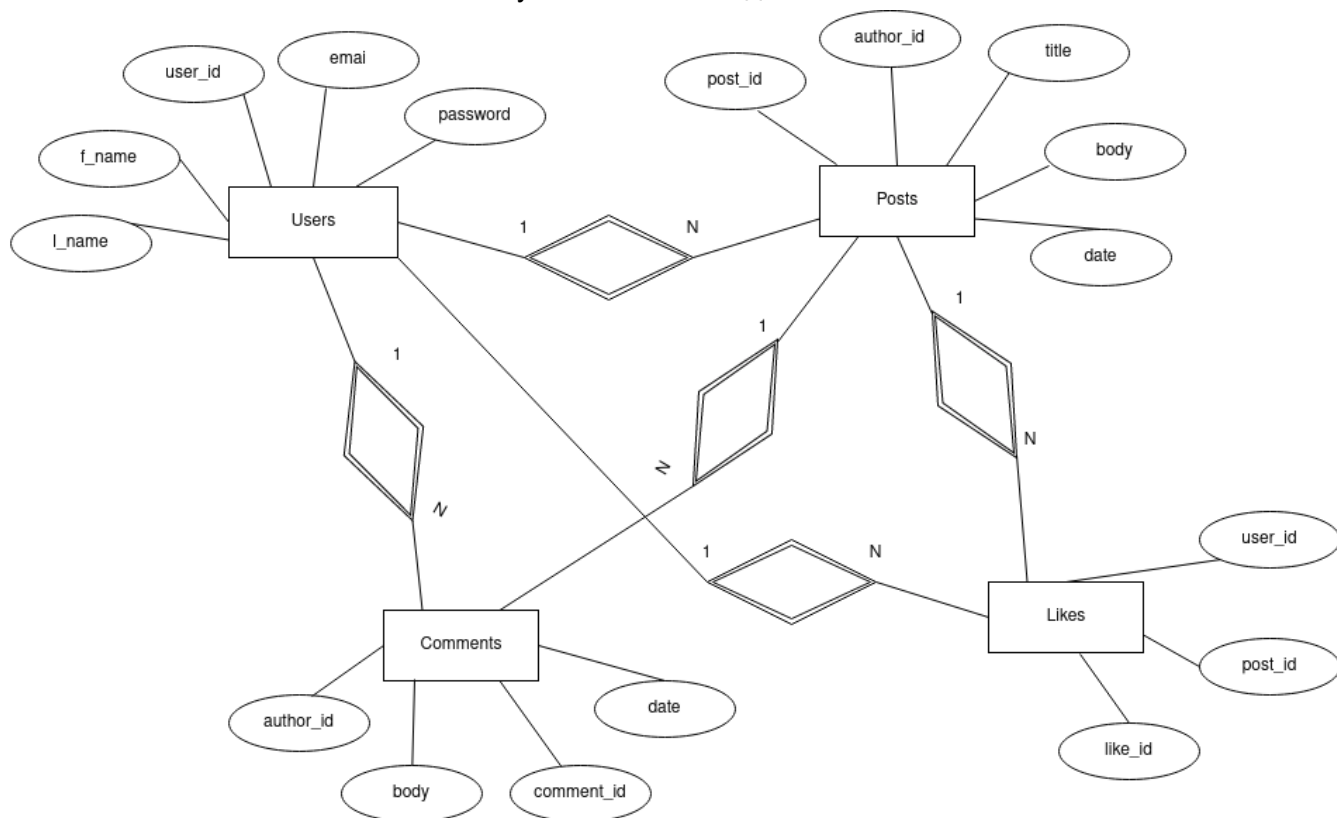 author_id
title
emai
user_id
post_id
password
body
f_name
Posts
Users
1
N
l_name
date
1
1
1
N
N
N
user_id
1
N
Likes
Comments
post_id
date
author_id
like_id
body
comment_id